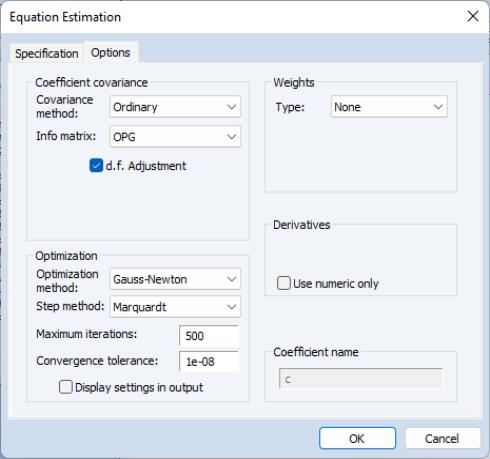 Equation Estimation
Specification
Options
Coefficient covariance
Covariance method:
Ordinary
Info matrix:
OPG
d.f. Adjustment
Weights
Type:
None
Derivatives
Use numeric only
Optimization
Optimization method:
Gauss-Newton
Step method:
Marquardt
Maximum iterations:
500
Convergence tolerance:
1e-08
Display settings in output
Coefficient name
c
OK
Cancel